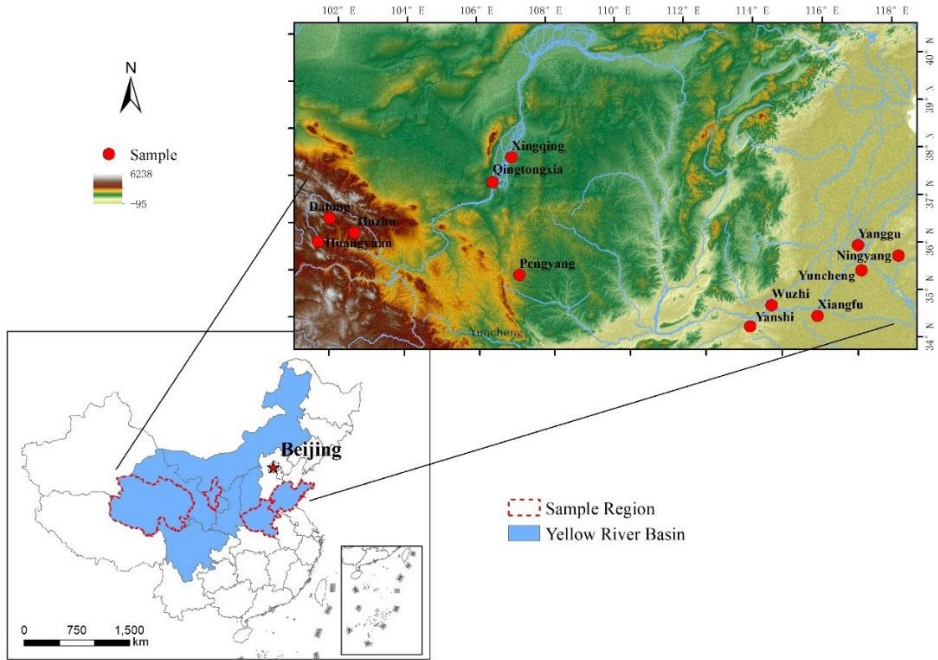 102° E 104° E 106° E 108° E 110° E 112° E 114° E 116° E 118° E
40° N
39° N
38° N
37° N
36° N
35° N
34° N
N
Sample
6238
-95
Xingqing
Qingtongxia
Datong
Huzhu
Huangyuan
Pengyang
Yanggu
Ningyang
Yuncheng
Wuzhi
Xiangfu
Yanshi
Yuncheng
Beijing
Sample Region
Yellow River Basin
0 750 1,500
km